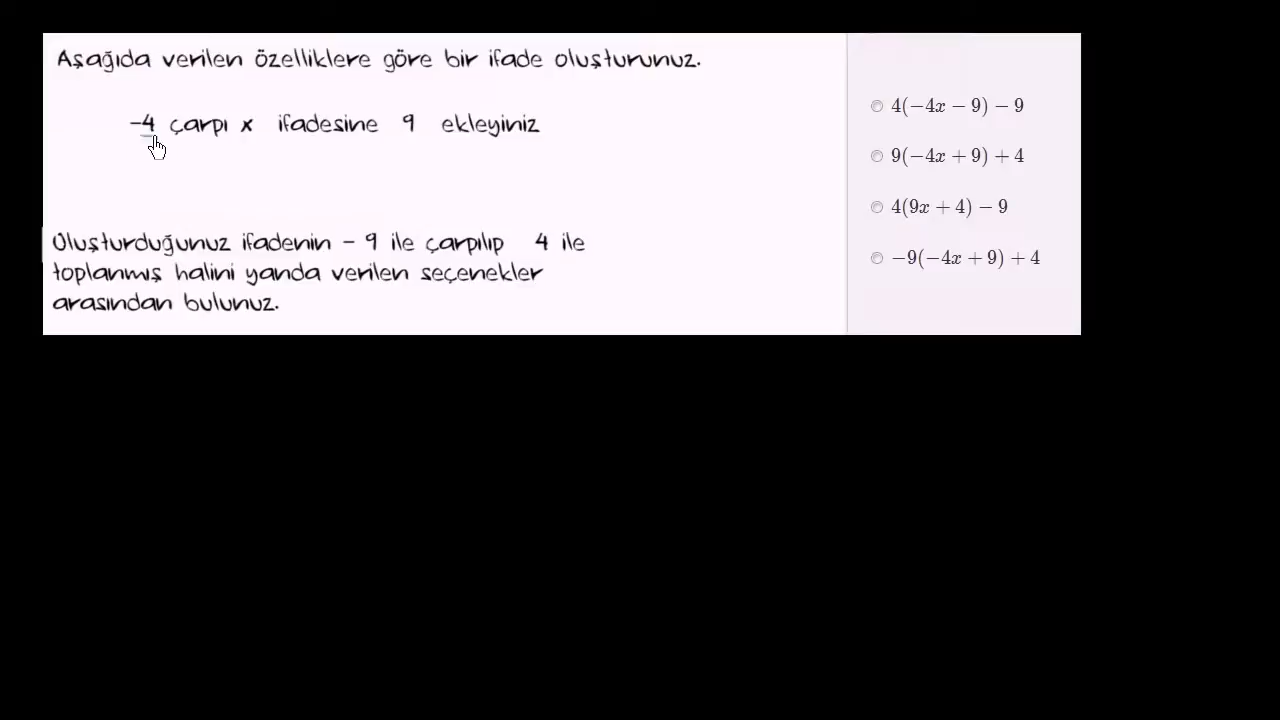 Aşağıda verilen özelliklere göre bir ifade oluşturunuz.
-4 çarpı x ifadesine 9 ekleyiniz
Oluşturduğunuz ifadenin - 9 ile çarpılıp 4 ile
toplanmış halini yanda verilen seçenekler
arasından bulunuz.
4(−4x − 9) − 9
9(−4x + 9) + 4
4(9x + 4) − 9
−9(−4x + 9) + 4